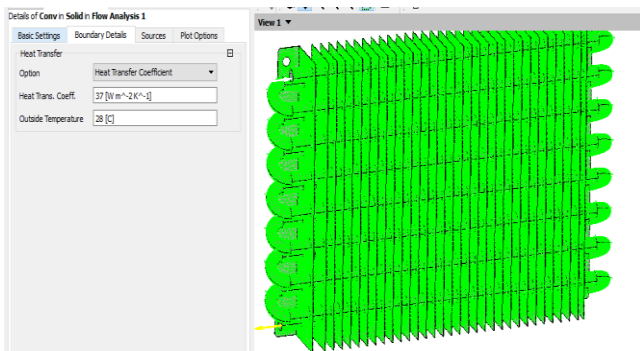 Details of Conv in Solid in Flow Analysis 1
Basic Settings Boundary Details Sources Plot Options
Heat Transfer
Option Heat Transfer Coefficient
Heat Trans. Coeff. 37 [W m^-2 K^-1]
Outside Temperature 28 [C]
View 1